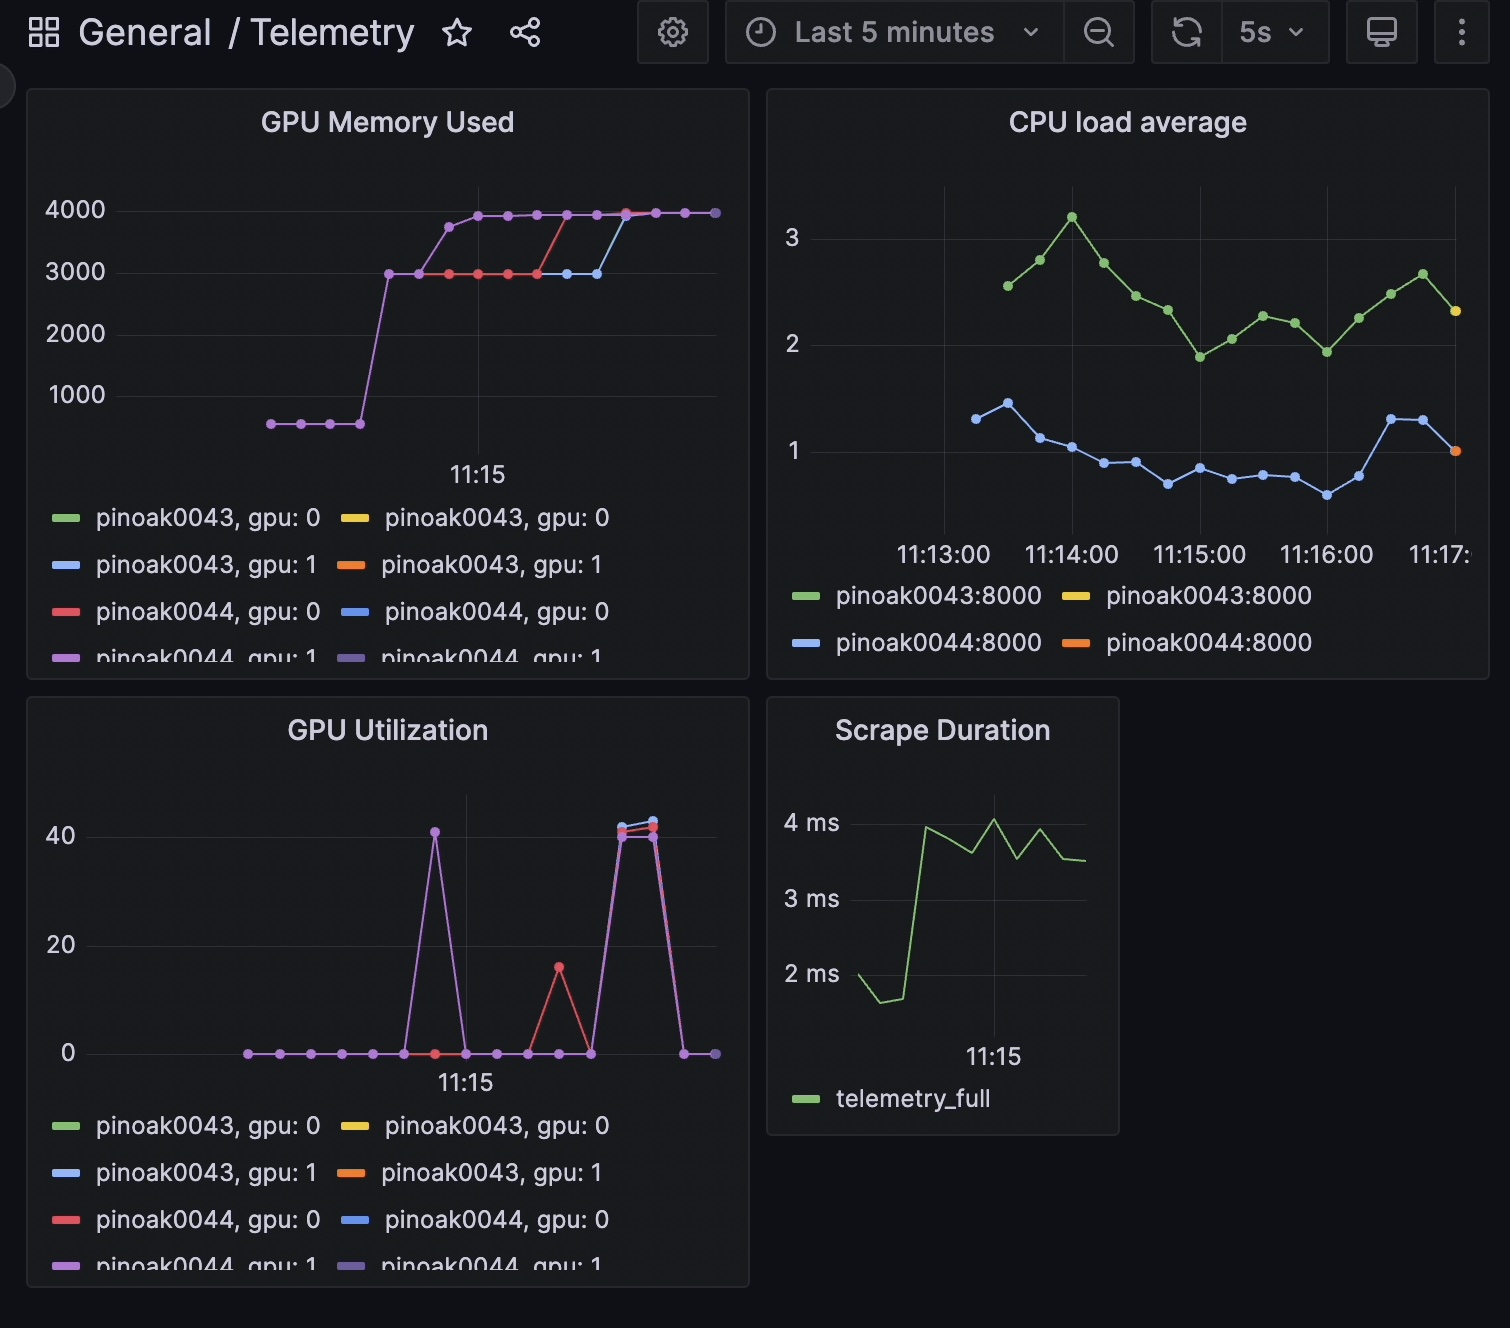 General / Telemetry
Last 5 minutes
5s
GPU Memory Used
4000
3000
2000
1000
11:15
pinoak0043, gpu: 0 pinoak0043, gpu: 0
pinoak0043, gpu: 1 pinoak0043, gpu: 1
pinoak0044, gpu: 0 pinoak0044, gpu: 0
pinoak0044, gpu: 1 pinoak0044, gpu: 1
CPU load average
3
2
1
11:13:00 11:14:00 11:15:00 11:16:00 11:17:
pinoak0043:8000 pinoak0043:8000
pinoak0044:8000 pinoak0044:8000
GPU Utilization
40
20
0
11:15
pinoak0043, gpu: 0 pinoak0043, gpu: 0
pinoak0043, gpu: 1 pinoak0043, gpu: 1
pinoak0044, gpu: 0 pinoak0044, gpu: 0
pinoak0044, gpu: 1 pinoak0044, gpu: 1
Scrape Duration
4 ms
3 ms
2 ms
11:15
telemetry_full